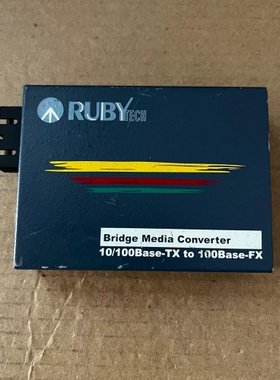 RUBYTECH
Bridge Media Converter
10/100Base-TX to 100Base-FX